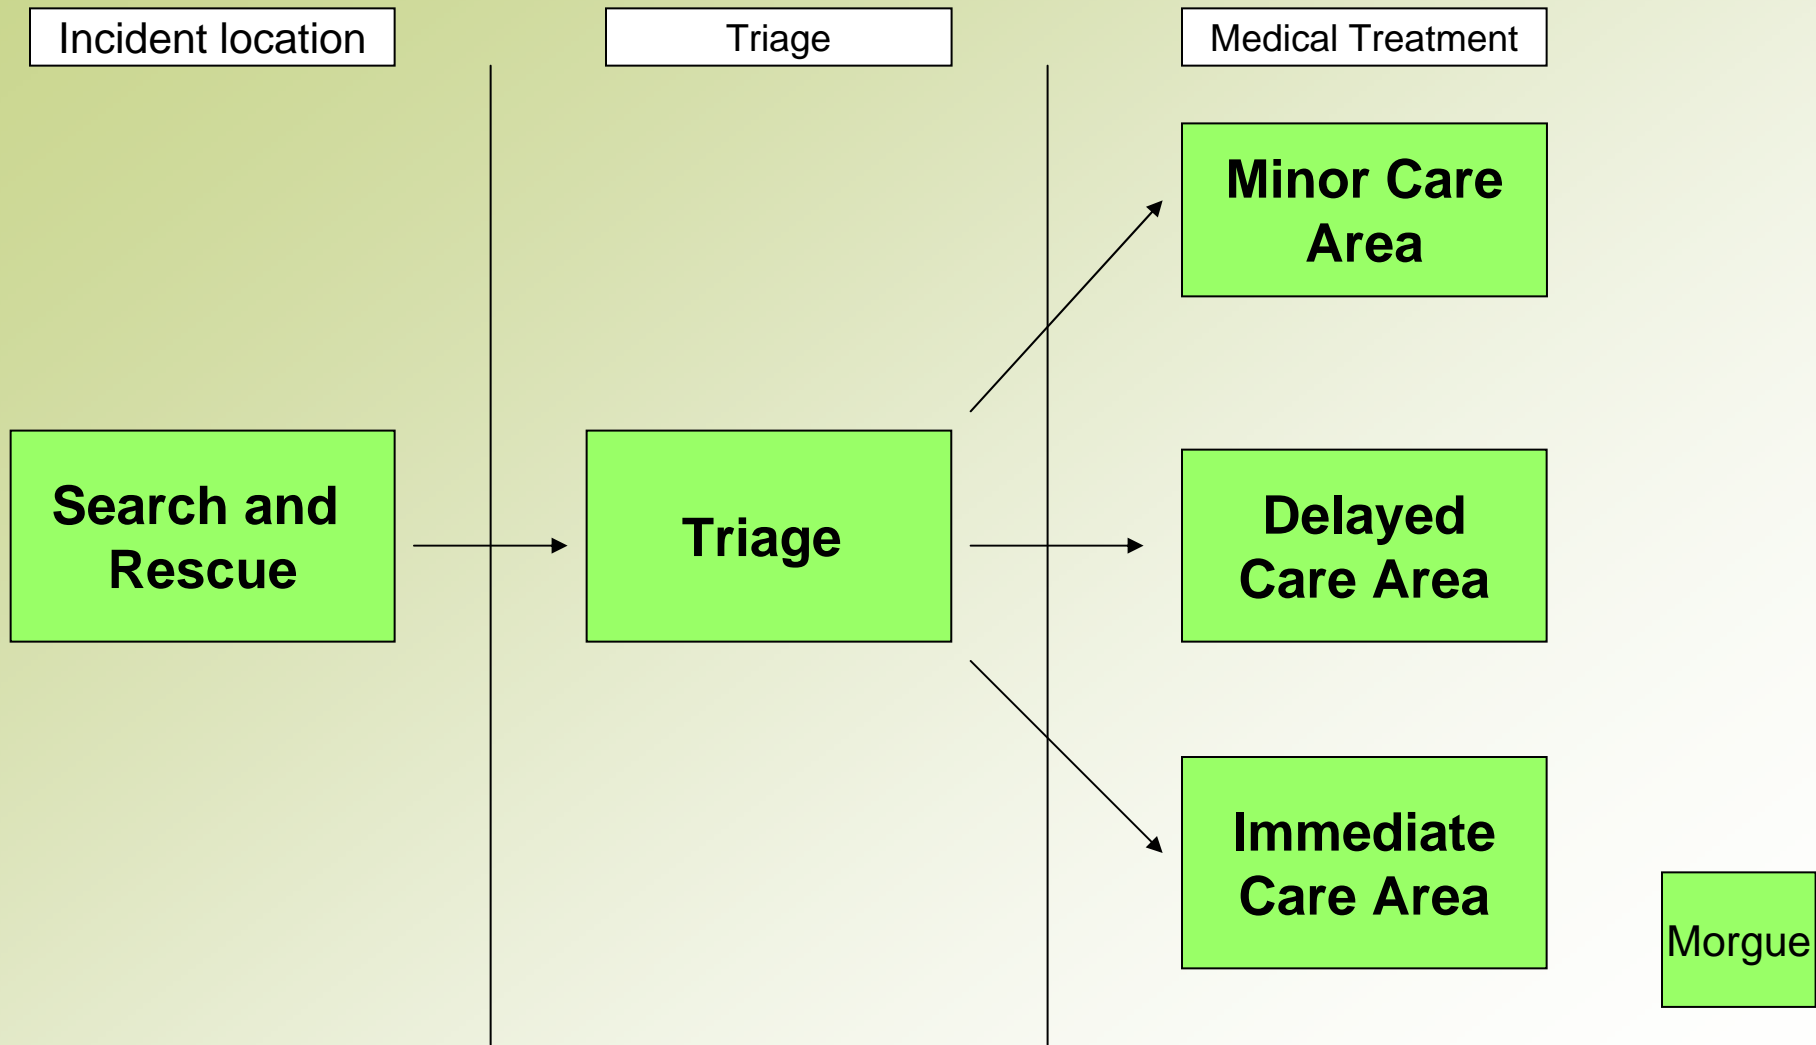 Incident location
Triage
Medical Treatment
Minor Care
Area
Search and
Rescue
Triage
Delayed
Care Area
Immediate
Care Area
Morgue